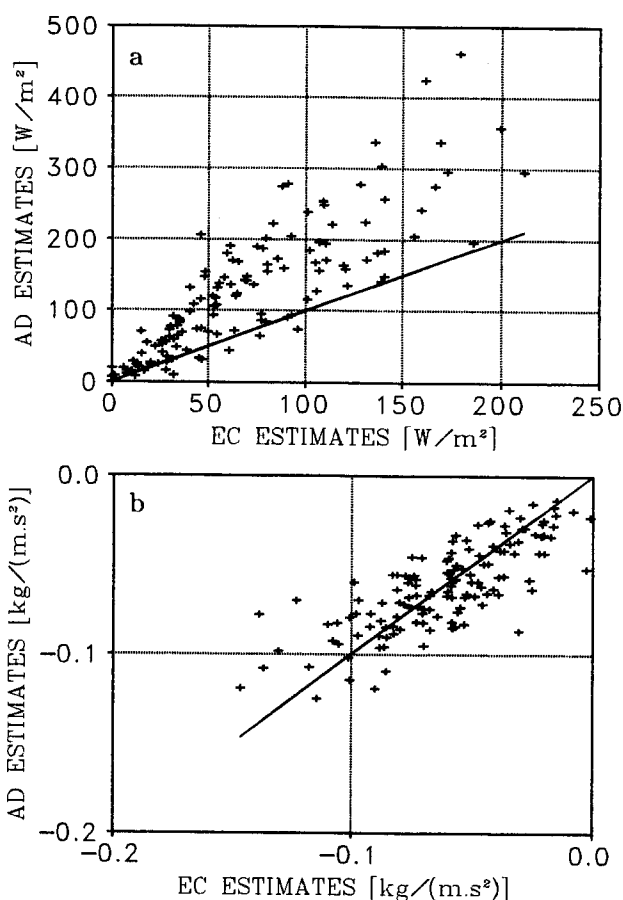 a
AD ESTIMATES [W/m²]
500
400
300
200
100
0
0 50 100 150 200 250
EC ESTIMATES [W/m²]
b
AD ESTIMATES [kg/(m.s²)]
0.0
−0.1
−0.2
−0.2 −0.1 0.0
EC ESTIMATES [kg/(m.s²)]